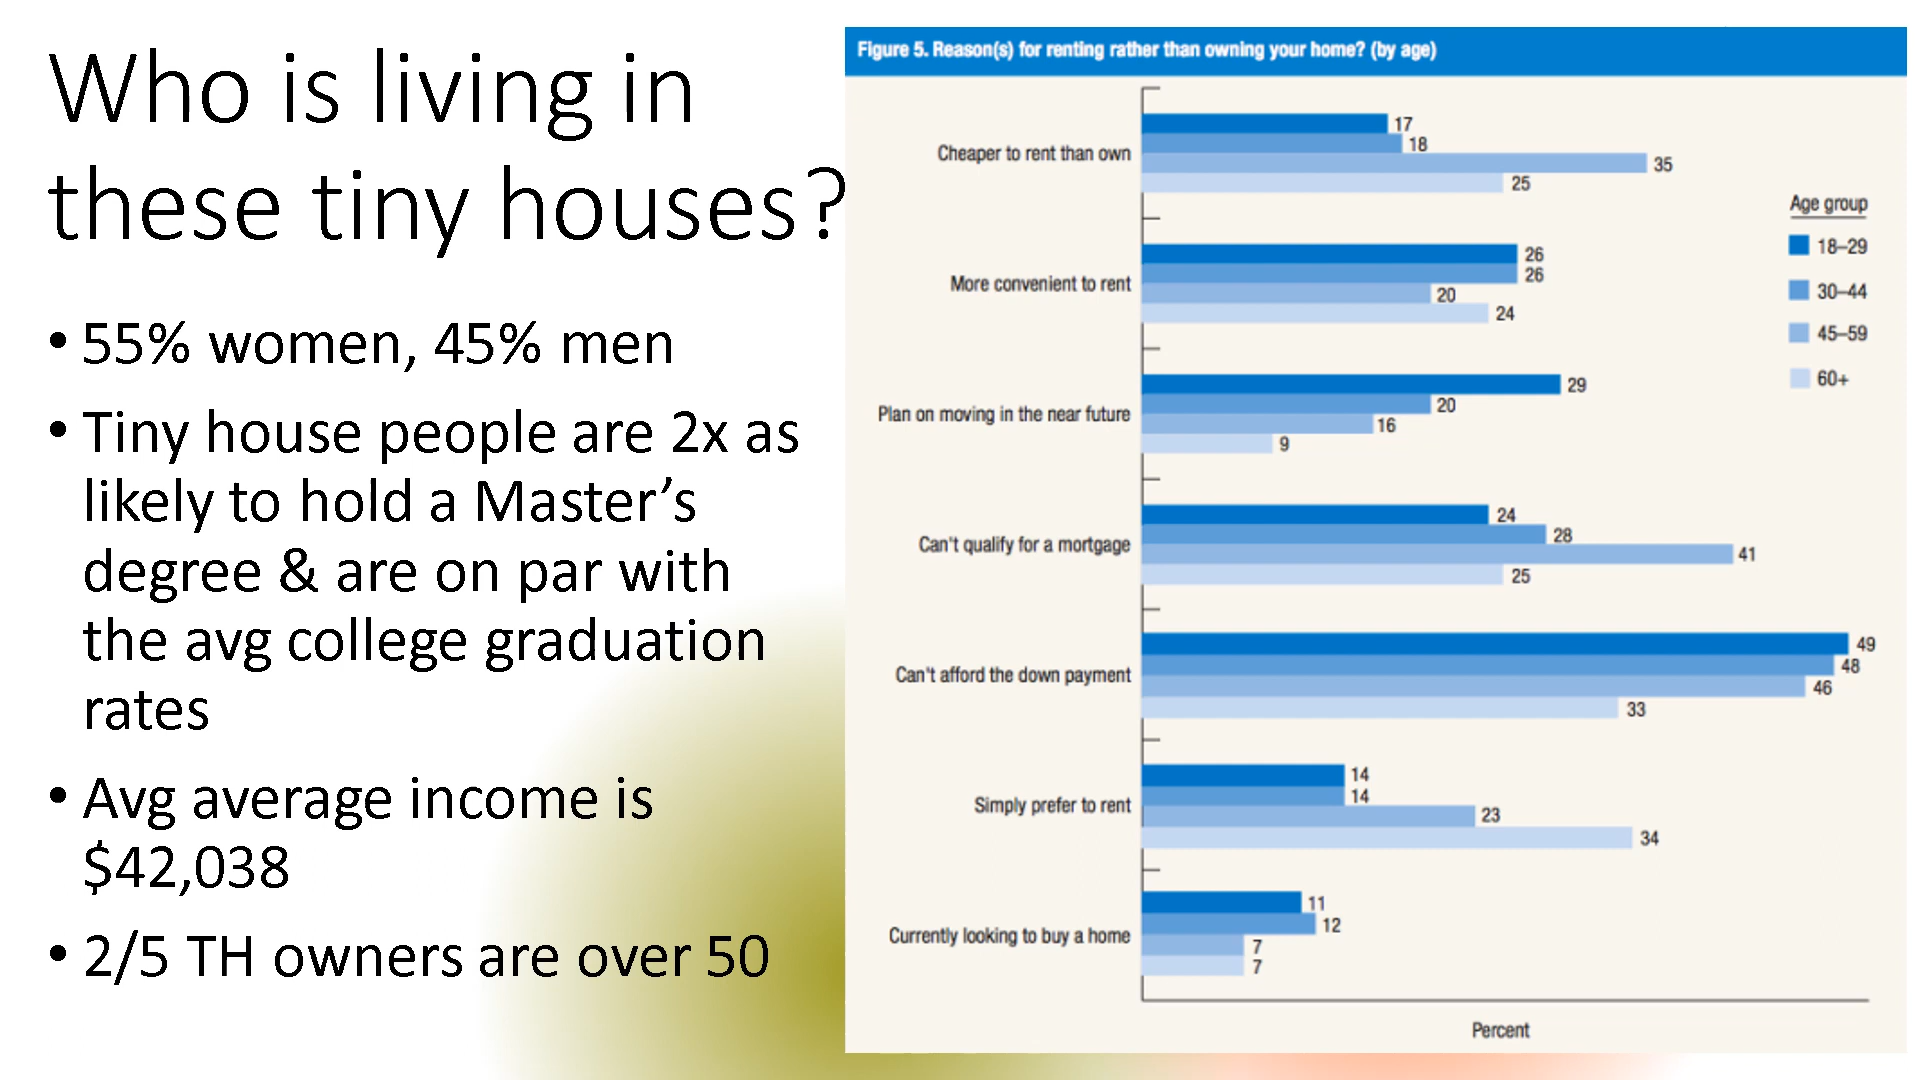 Who is living in
these tiny houses?
• 55% women, 45% men
• Tiny house people are 2x as
likely to hold a Master’s
degree & are on par with
the avg college graduation
rates
• Avg average income is
$42,038
• 2/5 TH owners are over 50
Figure 5. Reason(s) for renting rather than owning your home? (by age)
Cheaper to rent than own
17
18
35
25
More convenient to rent
26
26
20
24
Plan on moving in the near future
29
20
16
9
Can't qualify for a mortgage
24
28
41
25
Can't afford the down payment
49
48
46
33
Simply prefer to rent
14
14
23
34
Currently looking to buy a home
11
12
7
7
Percent
Age group
18–29
30–44
45–59
60+